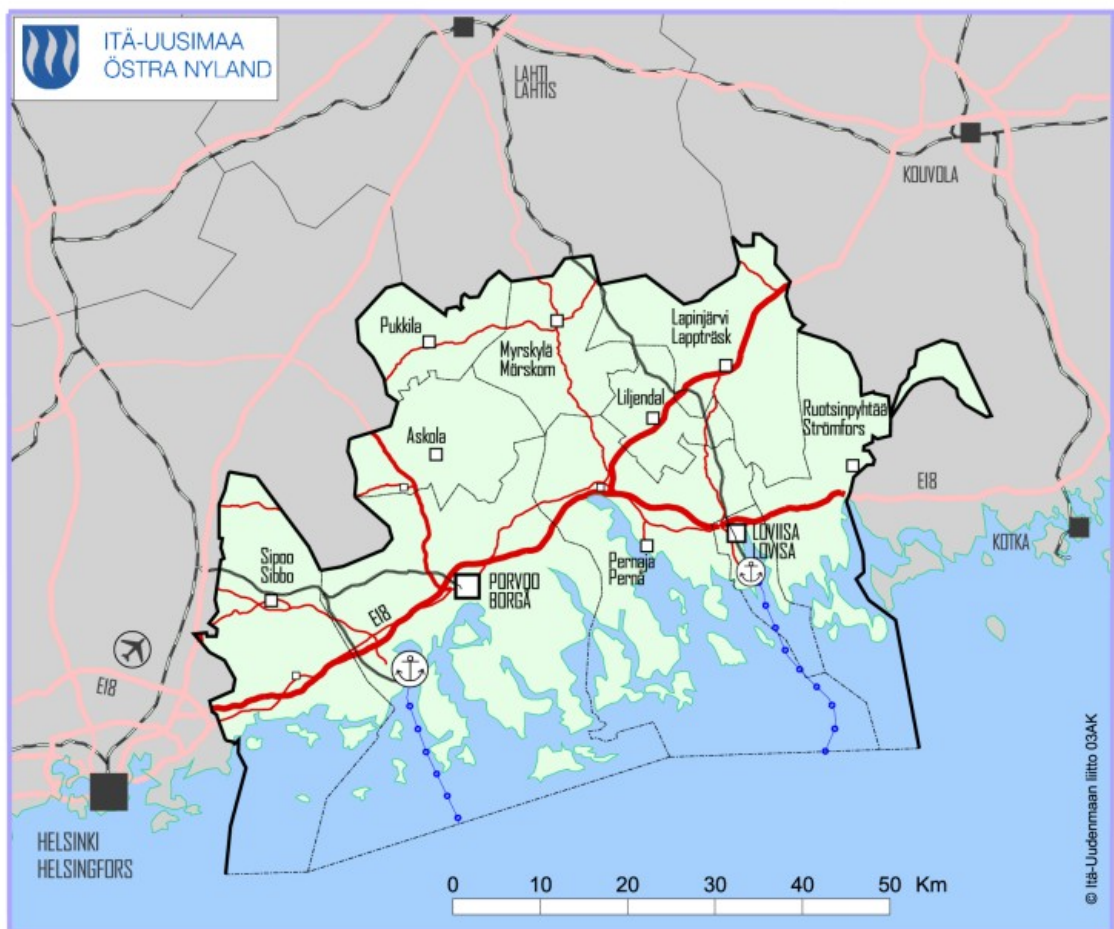 ITÄ-UUSIMAA
ÖSTRA NYLAND
LAHTI
LAHTIS
KOUVOLA
Pukkila
Myrskylä
Mörskom
Lapinjärvi
Lappträsk
Liljendal
Ruotsinpyhtää
Strömfors
Askola
E18
KOTKA
LOVIISA
LOVISA
Pernaja
Pernå
Sipoo
Sibbo
PORVOO
BORGÅ
E18
E18
HELSINKI
HELSINGFORS
0 10 20 30 40 50 Km
© Itä-Uudenmaan liitto 03AK